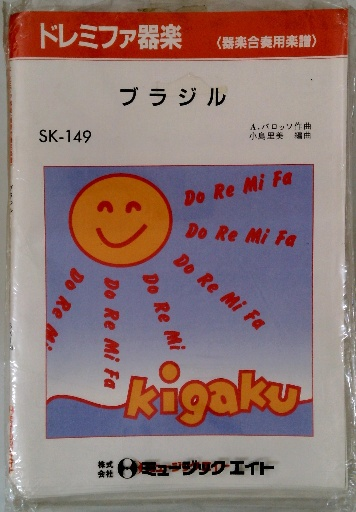 ドレミファ器楽
〈器楽合奏用楽譜〉
ブラジル
SK-149
A.バロッソ作曲
小島里美 編曲
Do Re Mi Fa
Do Re Mi Fa
Do Re Mi Fa
Do Re Mi
Do Re Mi Fa
Do Re Mi
kigaku
株式会社 ミュージックエイト